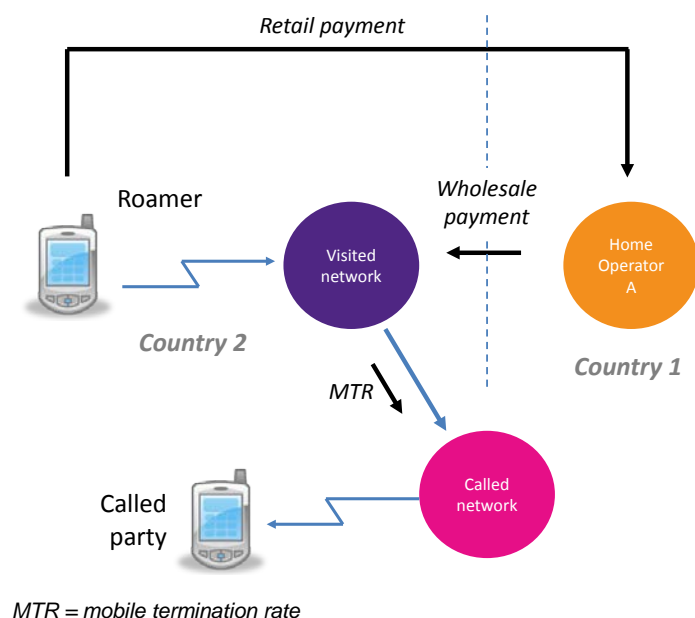 Retail payment
Roamer
Wholesale
payment
Visited
network
Home
Operator
A
Country 2
Country 1
MTR
Called
network
Called
party
MTR = mobile termination rate